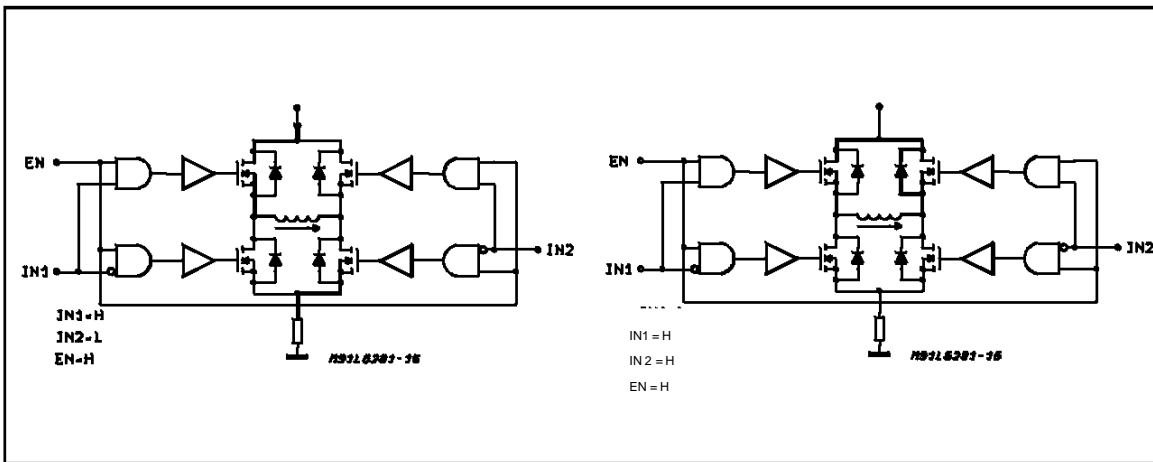 EN
IN1
IN2
IN1=H
IN2=L
EN=H
EN
IN1
IN2
IN1 = H
IN 2 = H
EN = H